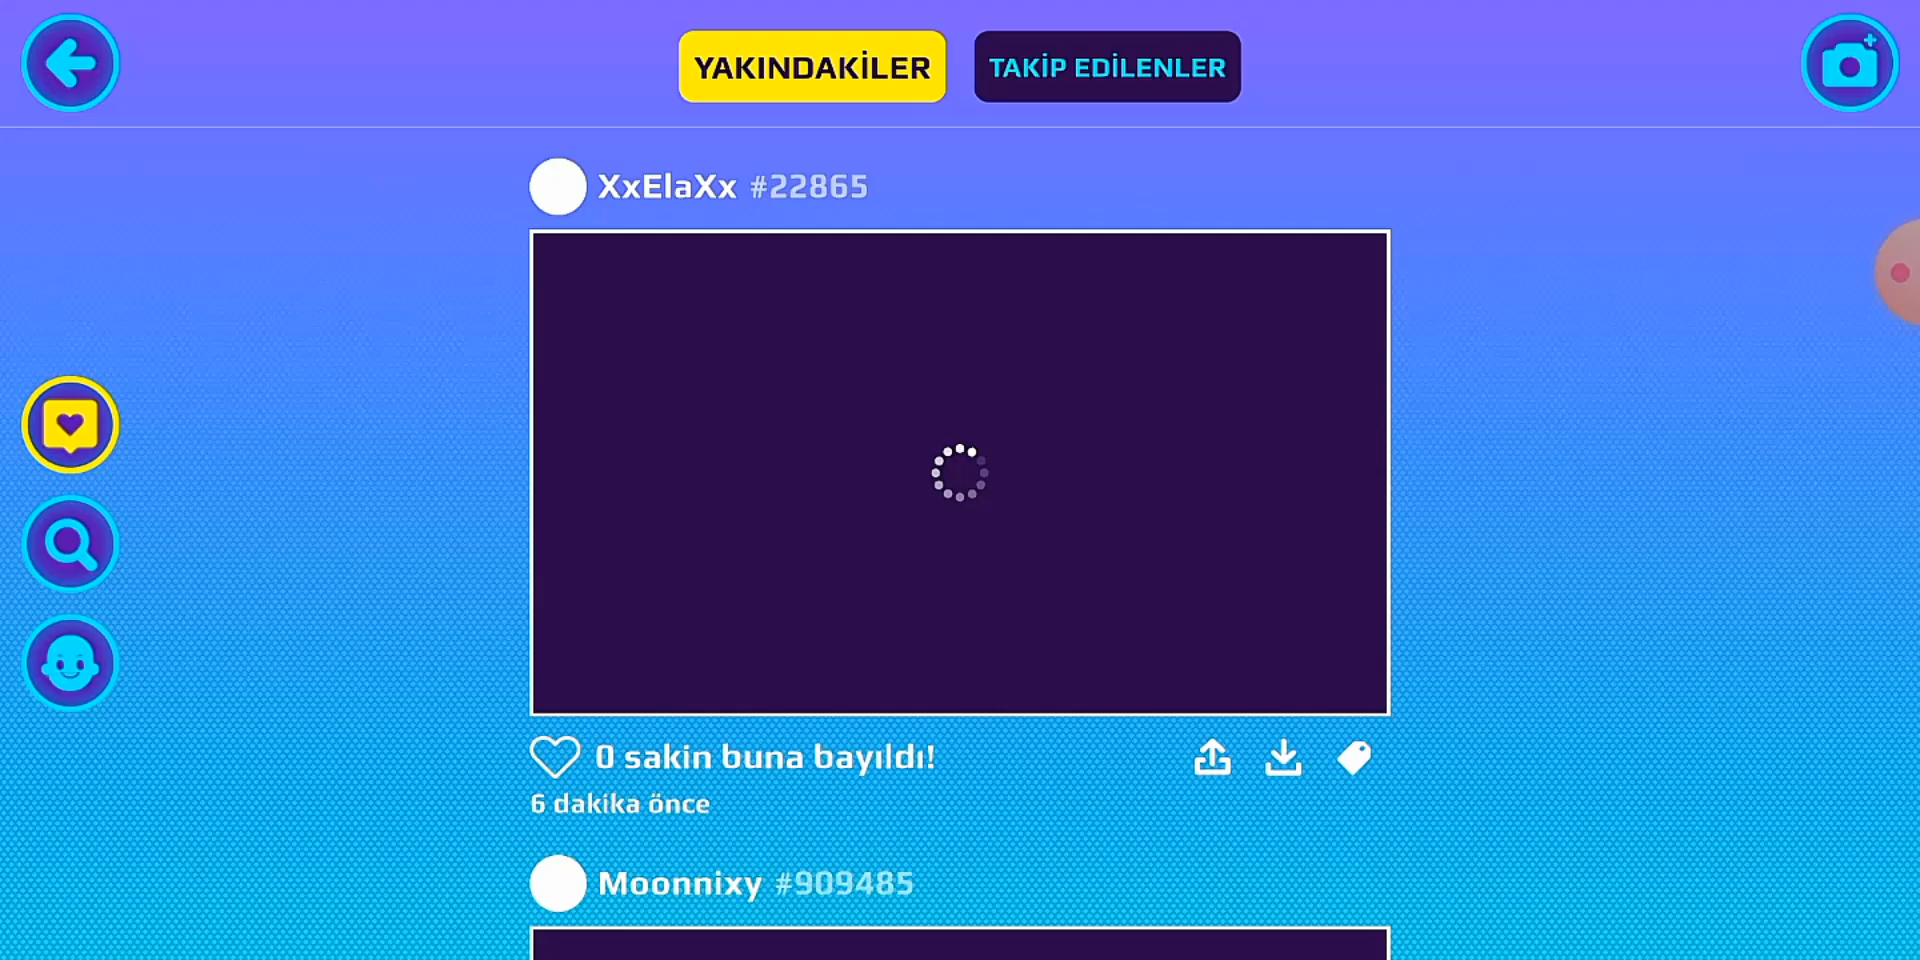 YAKINDAKİLER
TAKİP EDİLENLER
XxElaXx #22865
0 sakin buna bayıldı!
6 dakika önce
Moonnixy #909485